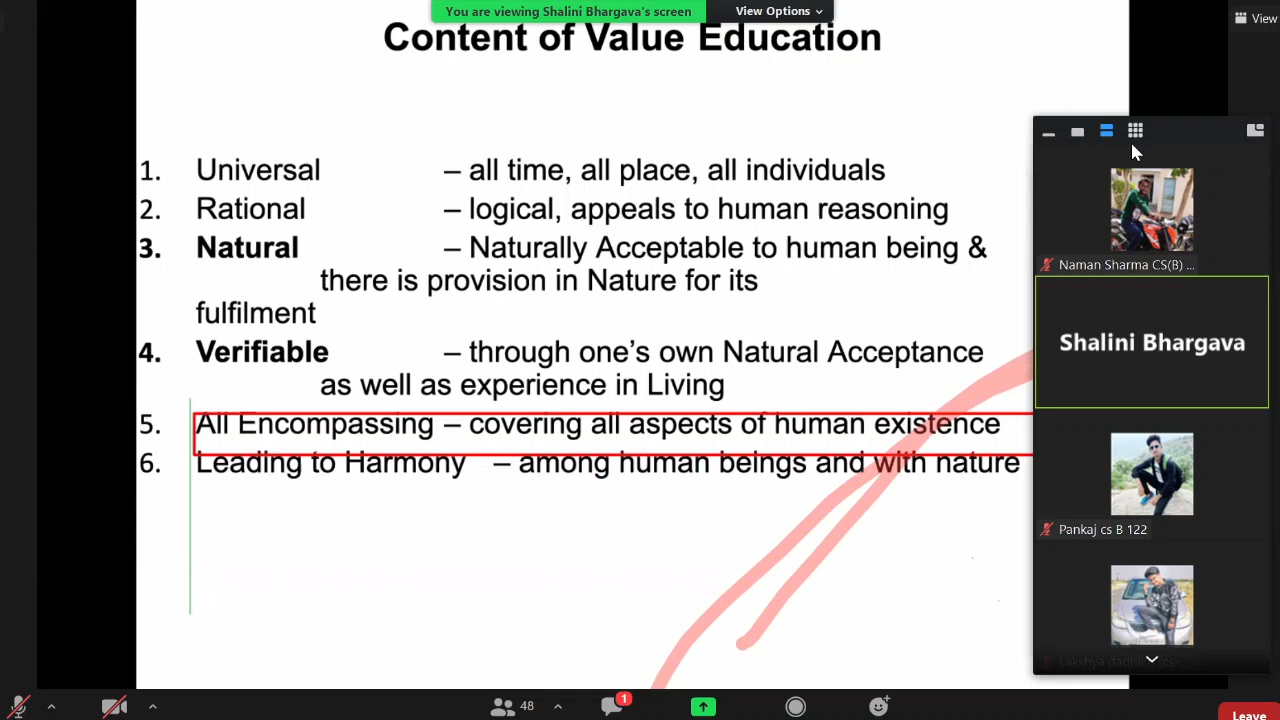 You are viewing Shalini Bhargava's screen View Options
View
Content of Value Education
1. Universal – all time, all place, all individuals
2. Rational – logical, appeals to human reasoning
3. Natural – Naturally Acceptable to human being &
there is provision in Nature for its
fulfilment
4. Verifiable – through one's own Natural Acceptance
as well as experience in Living
5. All Encompassing – covering all aspects of human existence
6. Leading to Harmony – among human beings and with nature
Naman Sharma CS(B) ...
Shalini Bhargava
Pankaj cs B 122
Lakshya
48
1
Leave